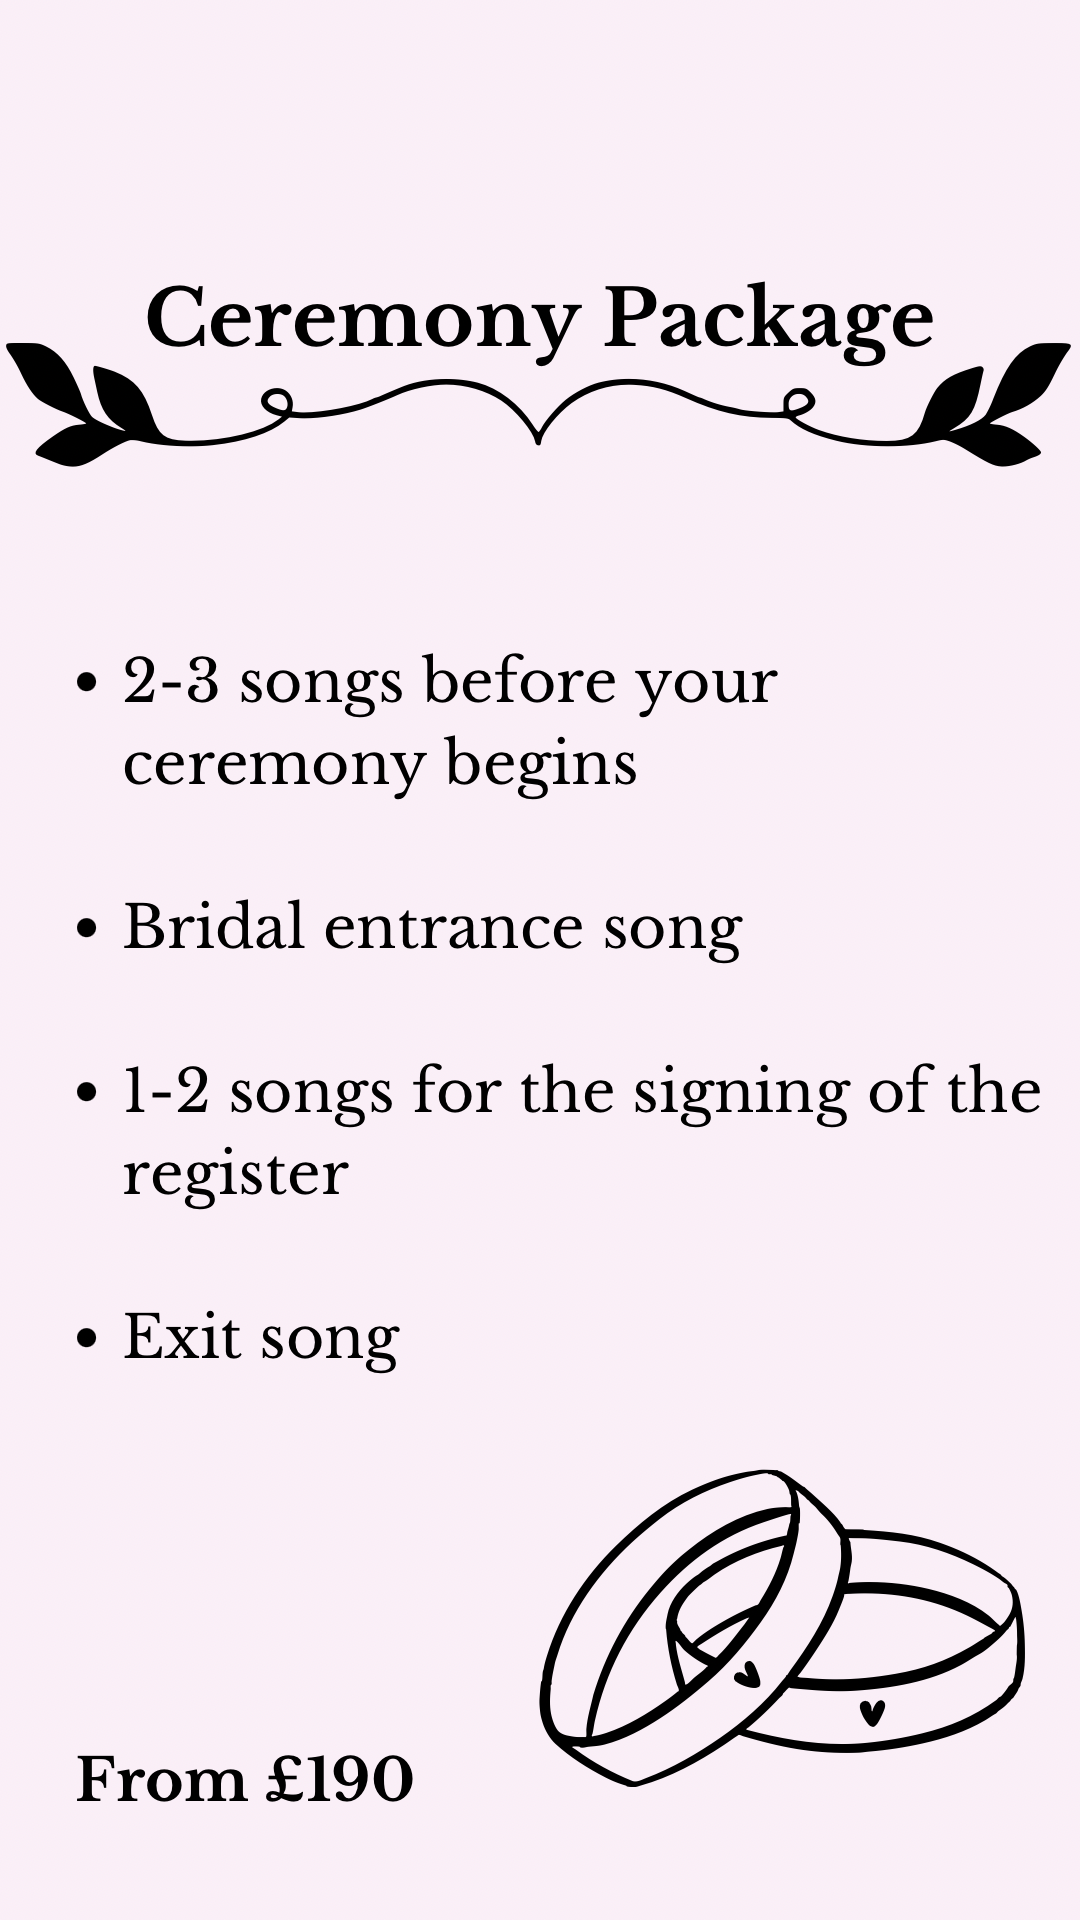 Ceremony Package
• 2-3 songs before your
ceremony begins
• Bridal entrance song
• 1-2 songs for the signing of the
register
• Exit song
From £190